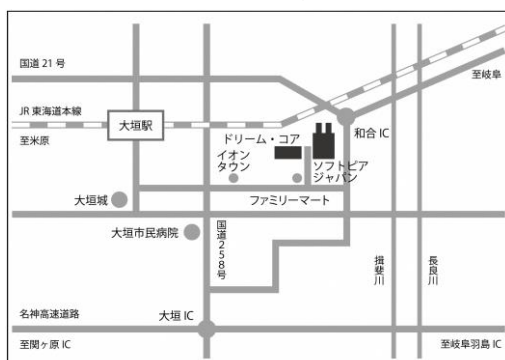 国道21号
至岐阜
JR東海道本線
大垣駅
和合IC
至米原
ドリーム・コア
イオン
タウン
ソフトピア
ジャパン
ファミリーマート
大垣城
大垣市民病院
国道258号
揖斐川
長良川
名神高速道路
大垣IC
至関ヶ原IC
至岐阜羽島IC